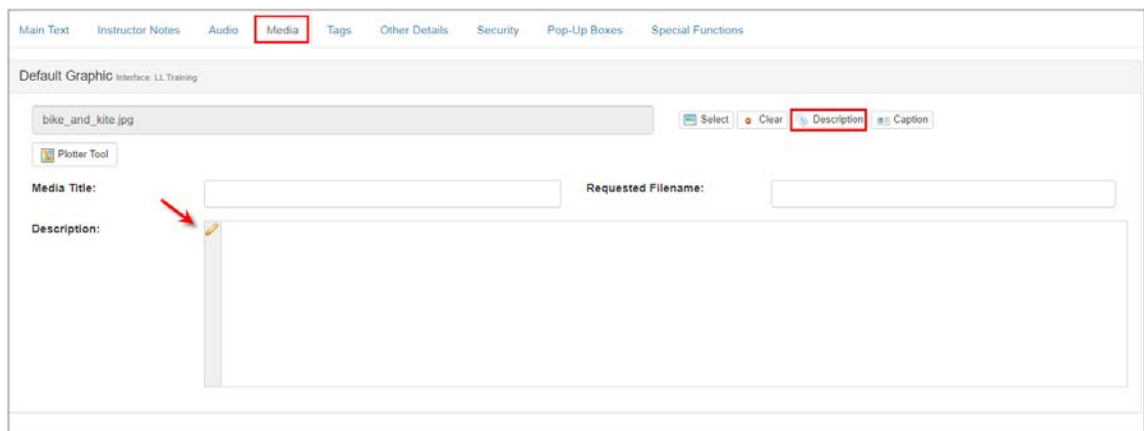 Main Text Instructor Notes Audio Media Tags Other Details Security Pop-Up Boxes Special Functions
Default Graphic Interface: LL Training
bike_and_kite.jpg Select Clear Description Caption
Plotter Tool
Media Title: Requested Filename:
Description: